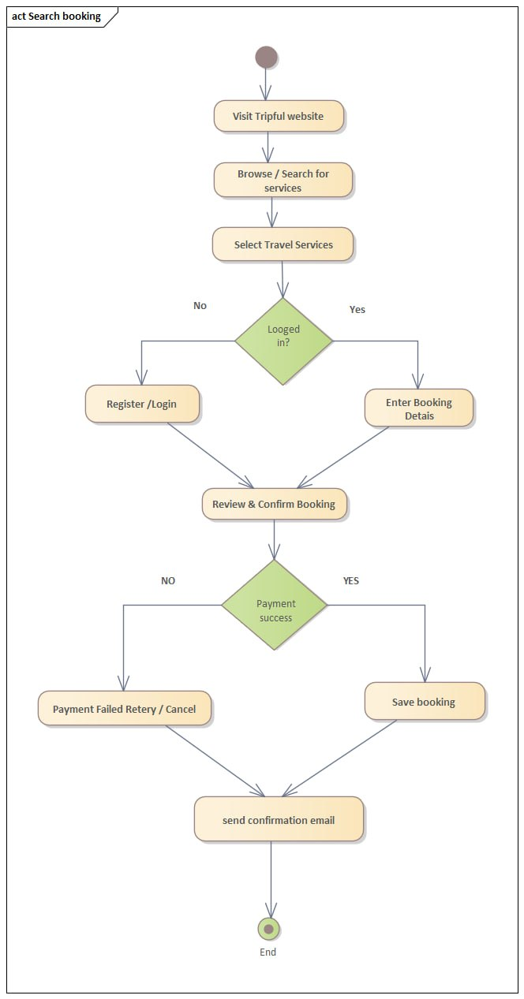 act Search booking
Visit Tripful website
Browse / Search for
services
Select Travel Services
No
Yes
Looged
in?
Register /Login
Enter Booking
Detais
Review & Confirm Booking
NO
YES
Payment
success
Payment Failed Retery / Cancel
Save booking
send confirmation email
End